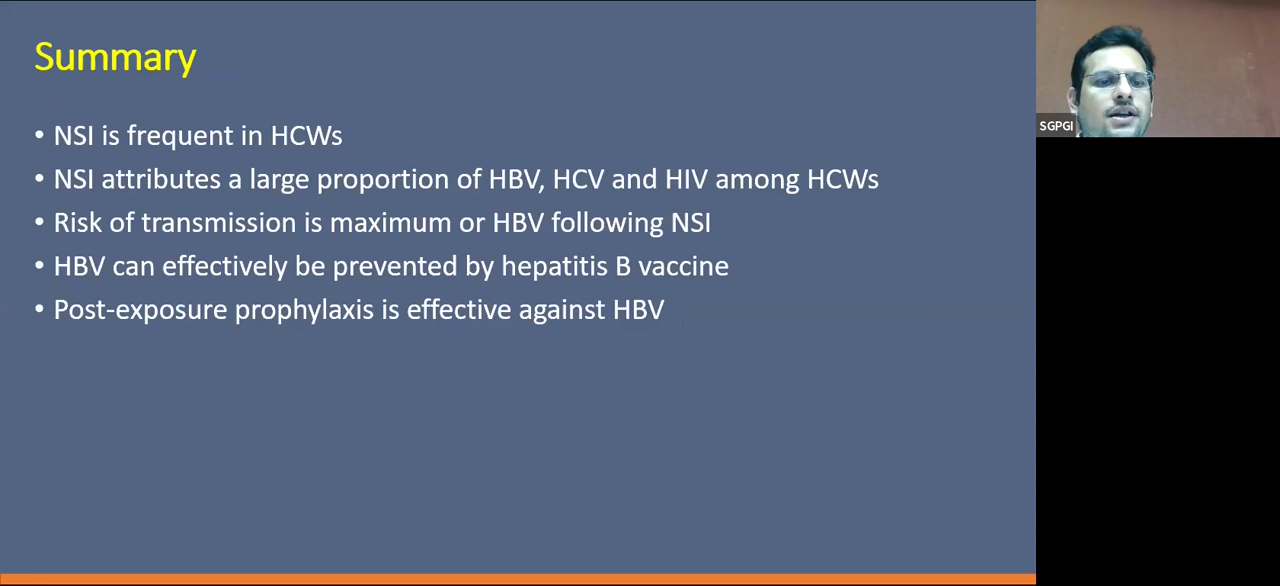 Summary
• NSI is frequent in HCWs
• NSI attributes a large proportion of HBV, HCV and HIV among HCWs
• Risk of transmission is maximum or HBV following NSI
• HBV can effectively be prevented by hepatitis B vaccine
• Post-exposure prophylaxis is effective against HBV
SGPGI